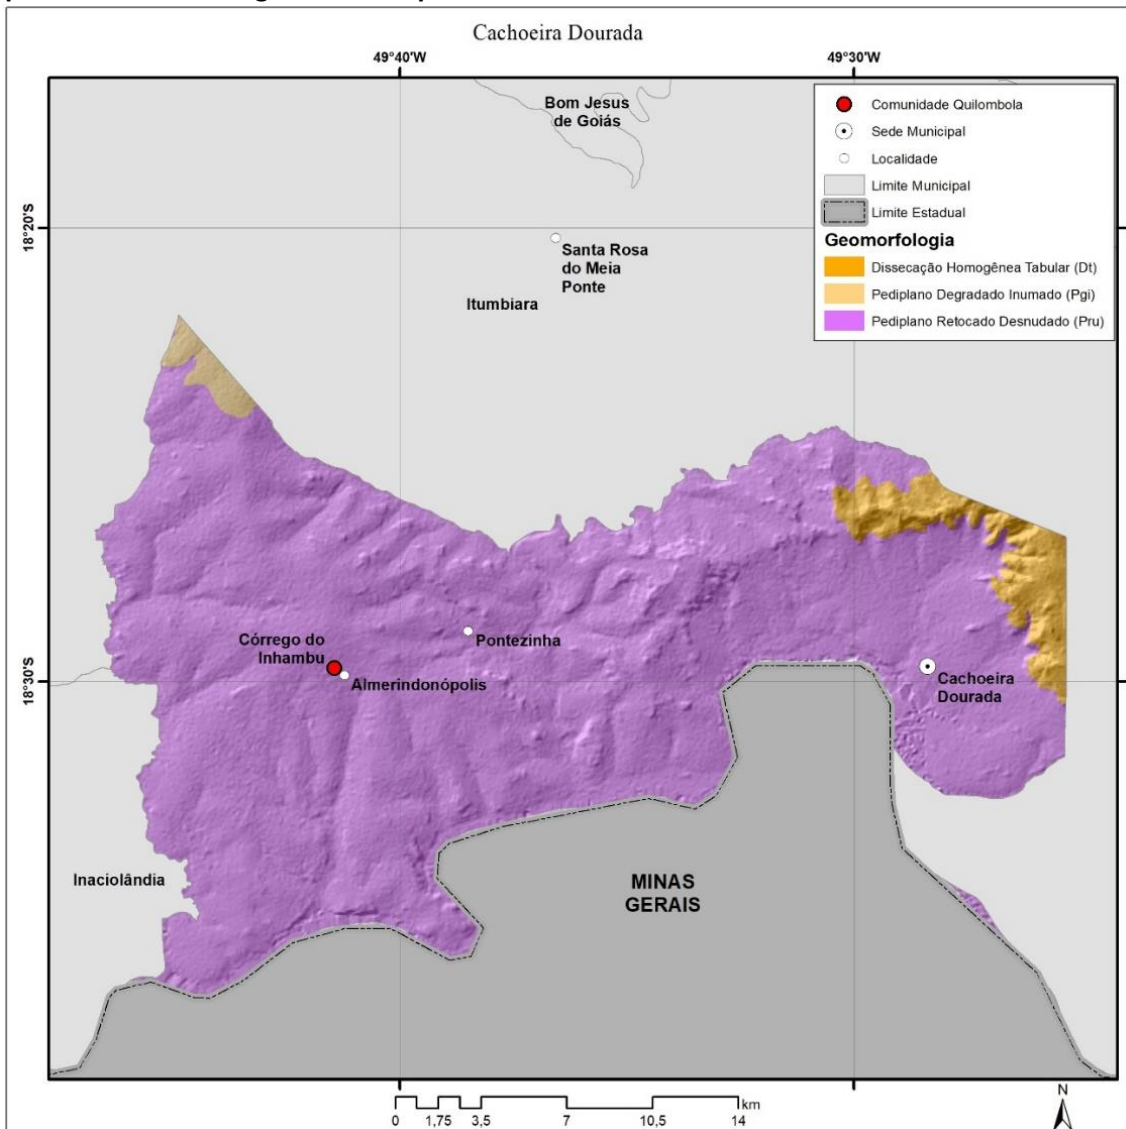 Cachoeira Dourada
49°40'W
49°30'W
Bom Jesus
de Goiás
Comunidade Quilombola
Sede Municipal
Localidade
Limite Municipal
Limite Estadual
Geomorfologia
Dissecação Homogênea Tabular (Dt)
Pediplano Degradado Inumado (Pgi)
Pediplano Retocado Desnudado (Pru)
18°20'S
Santa Rosa
do Meia
Ponte
Itumbiara
Córrego do
Inhambu
Pontezinha
Almerindonópolis
18°30'S
Cachoeira
Dourada
Inaciolândia
MINAS
GERAIS
N
km
0 1,75 3,5 7 10,5 14